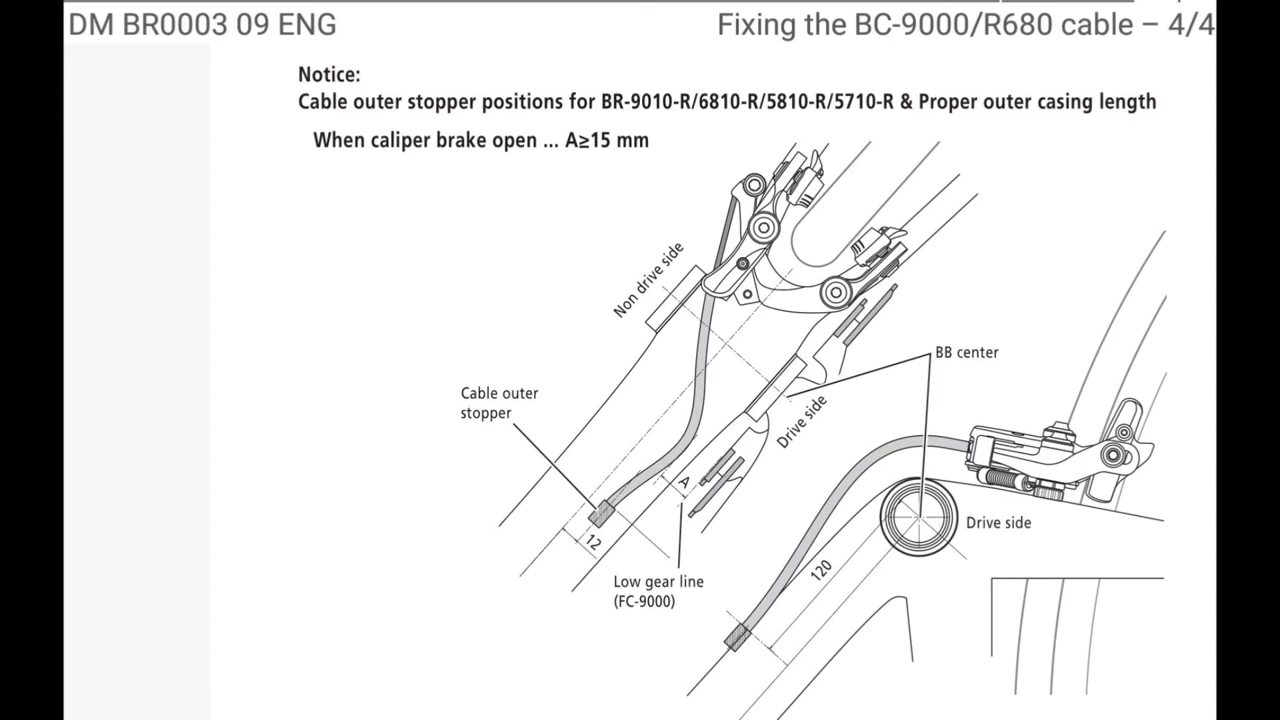 DM BR0003 09 ENG
Fixing the BC-9000/R680 cable – 4/4
Notice:
Cable outer stopper positions for BR-9010-R/6810-R/5810-R/5710-R & Proper outer casing length
When caliper brake open ... A≥15 mm
Non drive side
BB center
Cable outer
stopper
Drive side
A
Drive side
12
120
Low gear line
(FC-9000)